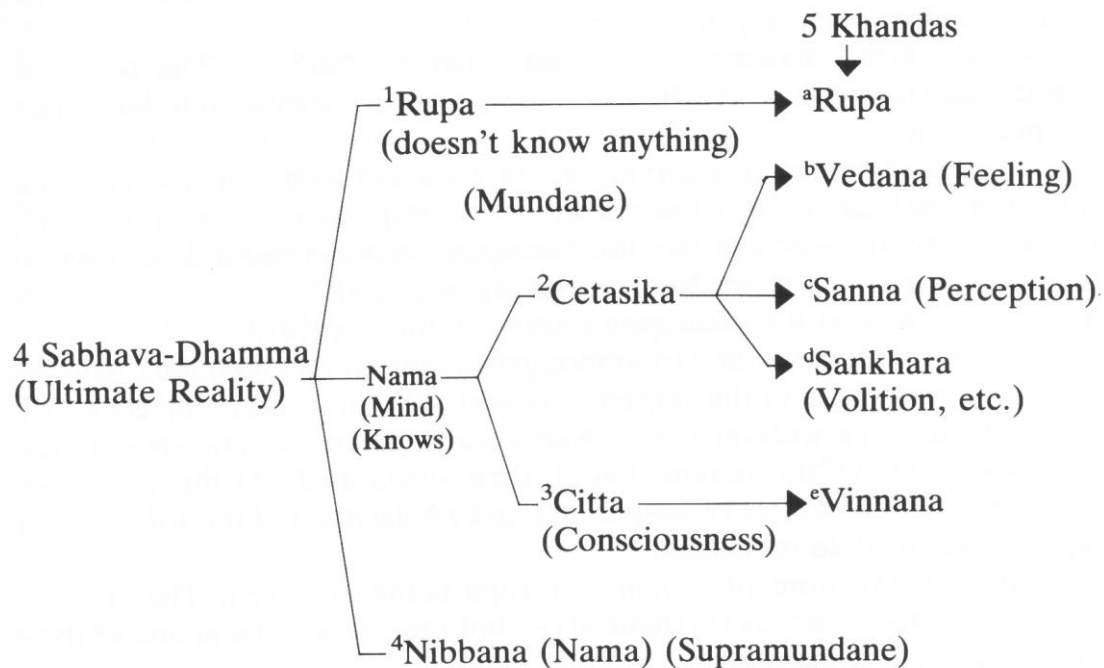 5 Khandas
¹Rupa
ᵃRupa
(doesn't know anything)
ᵇVedana (Feeling)
(Mundane)
²Cetasika
ᶜSanna (Perception)
4 Sabhava-Dhamma
(Ultimate Reality)
Nama
(Mind)
(Knows)
ᵈSankhara
(Volition, etc.)
³Citta
(Consciousness)
ᵉVinnana
⁴Nibbana (Nama) (Supramundane)